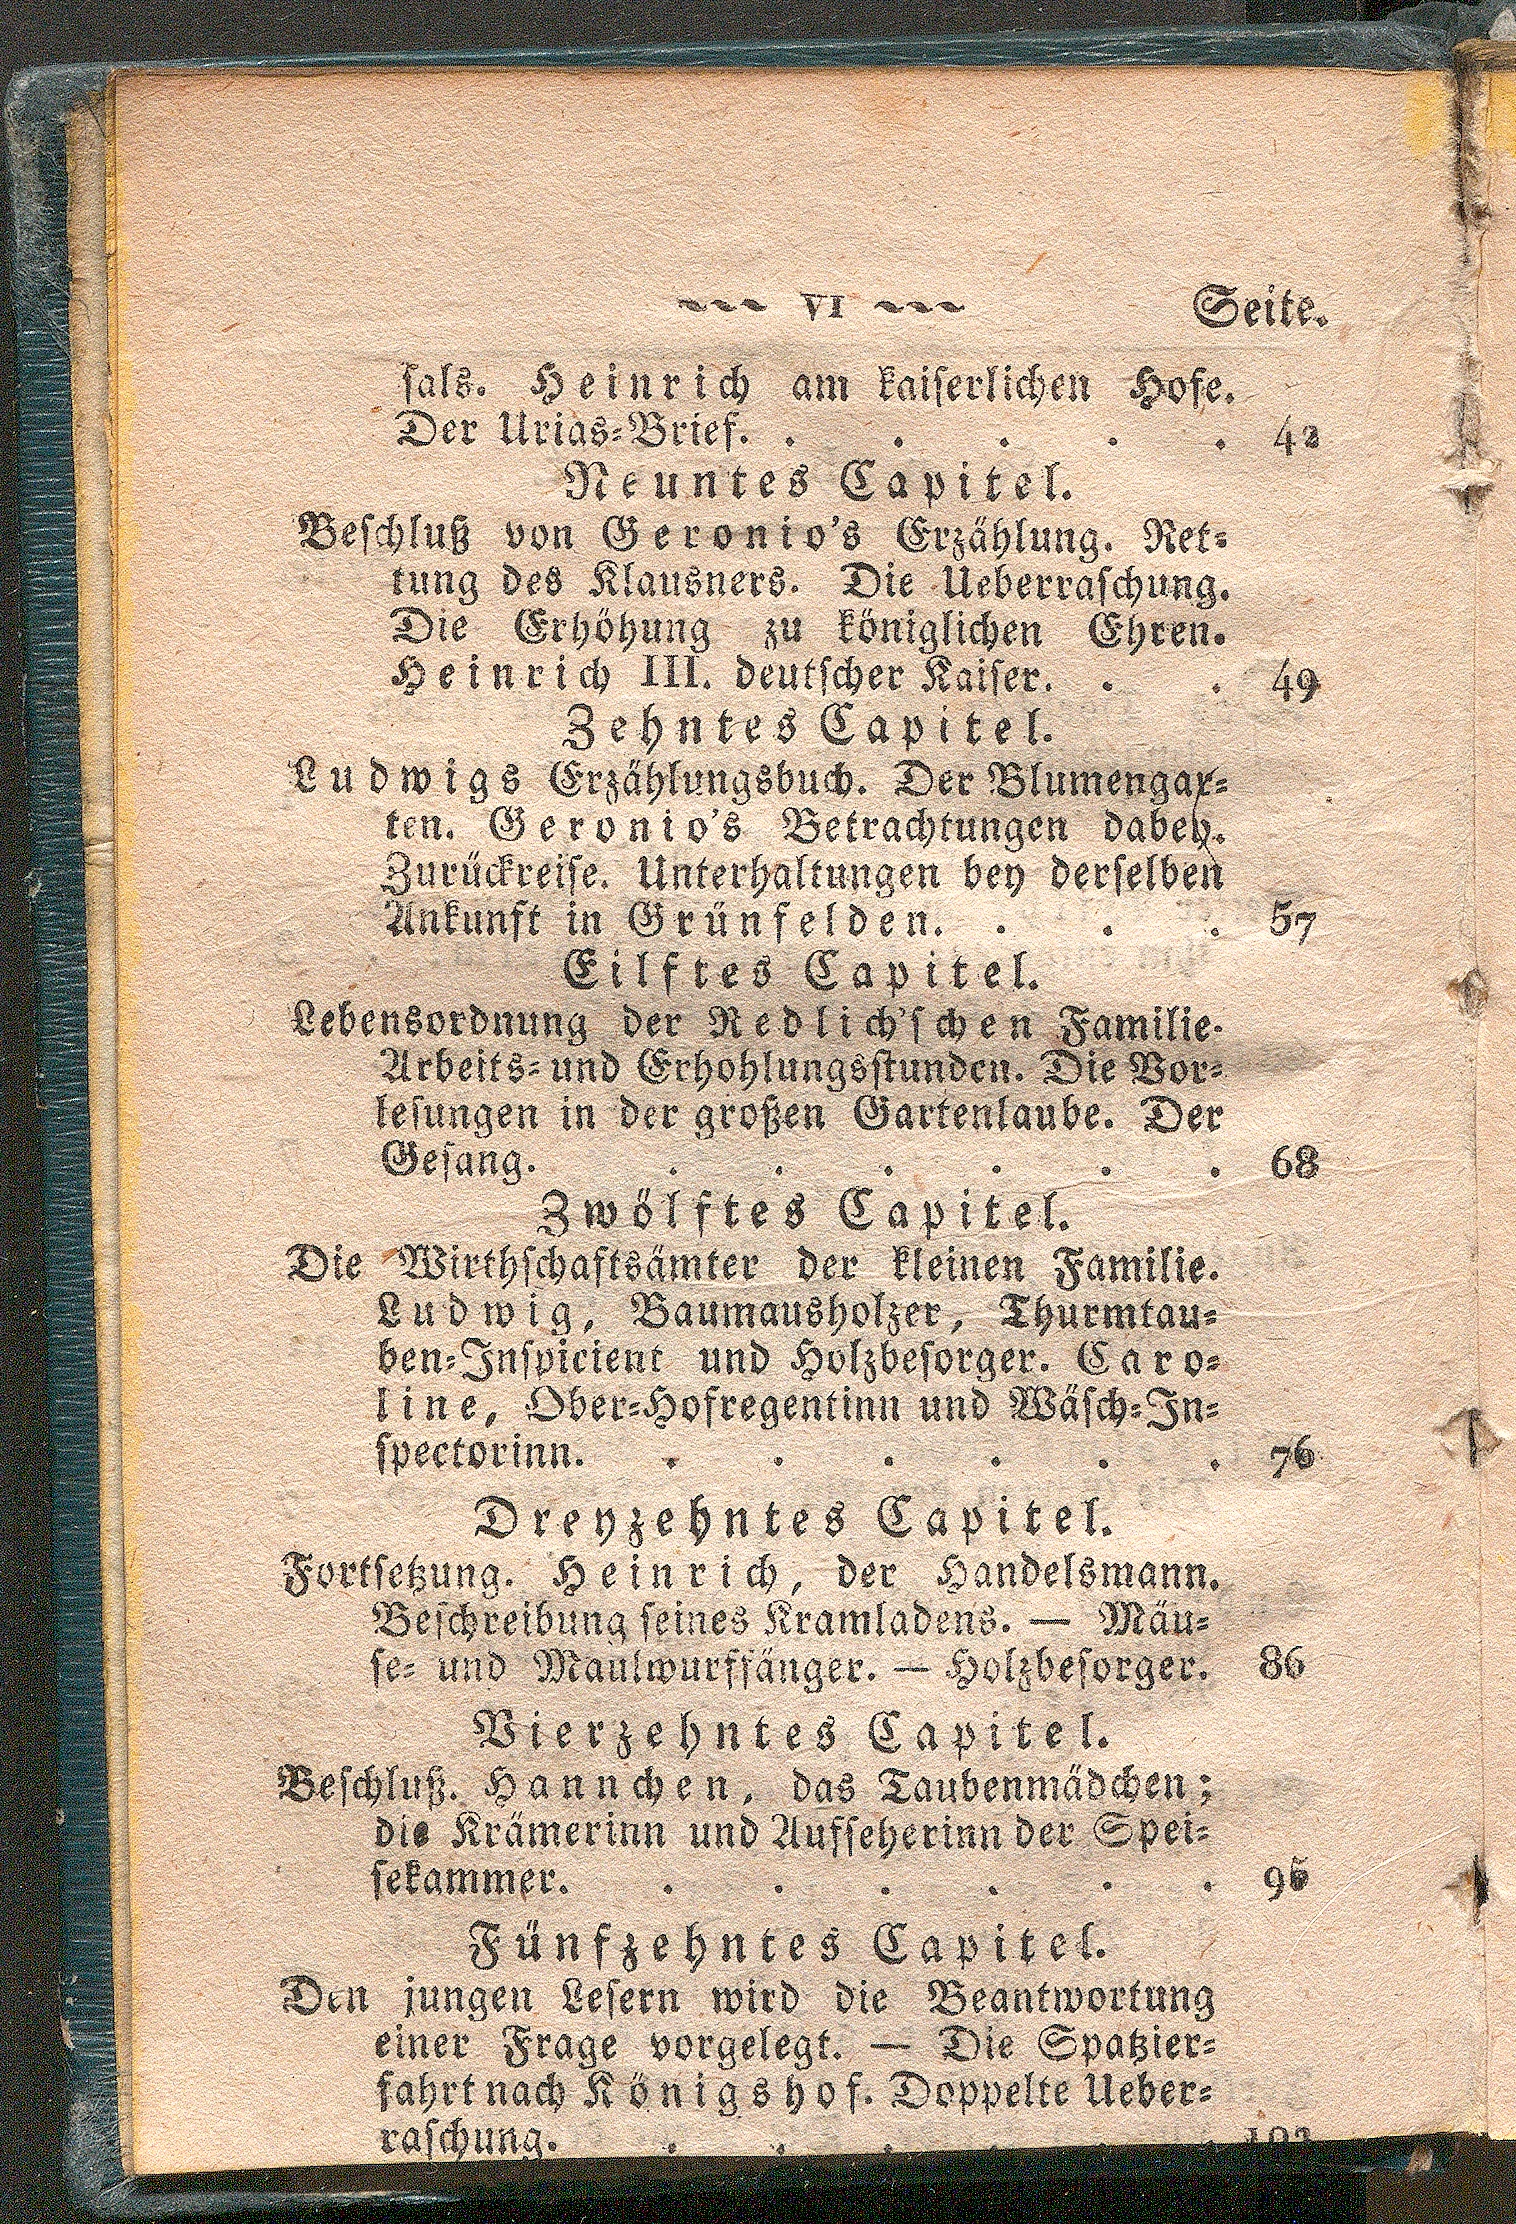 ~~~ VI ~~~ Seite.
ſals. Heinrich am kaiſerlichen Hofe.
Der Urias-Brief. . . . . . 42
Neuntes Capitel.
Beſchluß von Geronio's Erzählung. Ret-
tung des Klausners. Die Ueberraſchung.
Die Erhöhung zu königlichen Ehren.
Heinrich III. deutſcher Kaiſer. . . 49
Zehntes Capitel.
Ludwigs Erzählungsbuch. Der Blumengar-
ten. Geronio's Betrachtungen dabey.
Zurückreiſe. Unterhaltungen bey derſelben
Ankunft in Grünfelden. . . . 57
Eilftes Capitel.
Lebensordnung der Redlich'ſchen Familie.
Arbeits- und Erhohlungsſtunden. Die Vor-
leſungen in der großen Gartenlaube. Der
Geſang. . . . . . . 68
Zwölftes Capitel.
Die Wirthſchaftsämter der kleinen Familie.
Ludwig, Baumausholzer, Thurmtau-
ben-Inſpicient und Holzbeſorger. Caro-
line, Ober-Hofregentinn und Wäſch-In-
ſpectorinn. . . . . . . 76
Dreyzehntes Capitel.
Fortſetzung. Heinrich, der Handelsmann.
Beſchreibung ſeines Kramladens. — Mäu-
ſe- und Maulwurffänger. — Holzbeſorger. 86
Vierzehntes Capitel.
Beſchluß. Hannchen, das Taubenmädchen;
die Krämerinn und Aufſeherinn der Spei-
ſekammer. . . . . . .
Fünfzehntes Capitel.
Den jungen Leſern wird die Beantwortung
einer Frage vorgelegt. — Die Spatzier-
fahrt nach Königshof. Doppelte Ueber-
raſchung. . . . . . .